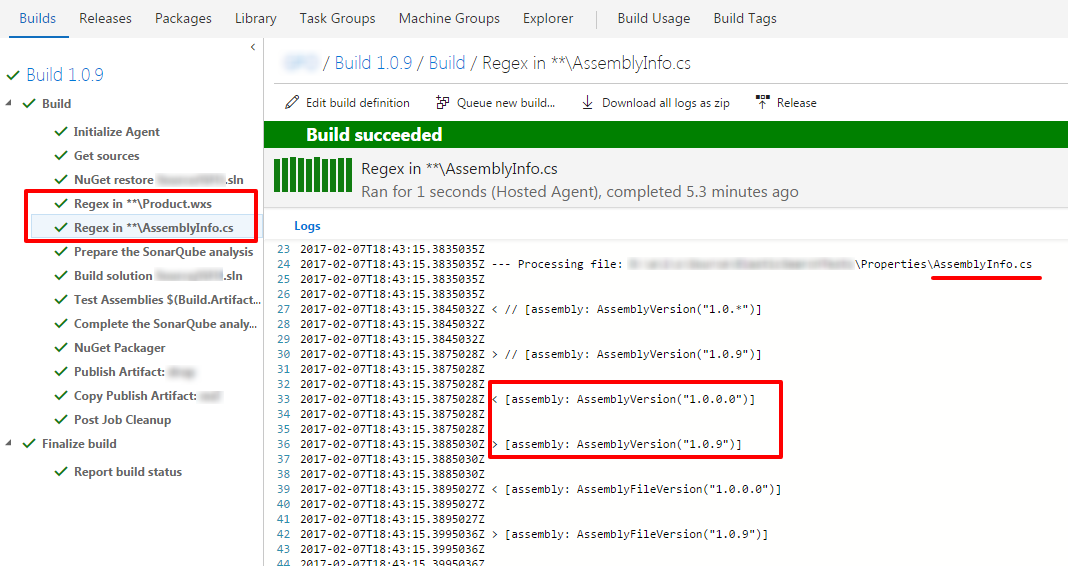 Builds Releases Packages Library Task Groups Machine Groups Explorer Build Usage Build Tags
Build 1.0.9
Build
Initialize Agent
Get sources
NuGet restore .sln
Regex in **\Product.wxs
Regex in **\AssemblyInfo.cs
Prepare the SonarQube analysis
Build solution .sln
Test Assemblies $(Build.Artifact...
Complete the SonarQube analy...
NuGet Packager
Publish Artifact:
Copy Publish Artifact:
Post Job Cleanup
Finalize build
Report build status
/ Build 1.0.9 / Build / Regex in **\AssemblyInfo.cs
Edit build definition Queue new build... Download all logs as zip Release
Build succeeded
Regex in **\AssemblyInfo.cs
Ran for 1 seconds (Hosted Agent), completed 5.3 minutes ago
Logs
23 2017-02-07T18:43:15.3835035Z
24 2017-02-07T18:43:15.3835035Z --- Processing file: \Properties\AssemblyInfo.cs
25 2017-02-07T18:43:15.3835035Z
26 2017-02-07T18:43:15.3835035Z
27 2017-02-07T18:43:15.3845032Z < // [assembly: AssemblyVersion("1.0.*")]
28 2017-02-07T18:43:15.3845032Z
29 2017-02-07T18:43:15.3845032Z
30 2017-02-07T18:43:15.3875028Z > // [assembly: AssemblyVersion("1.0.9")]
31 2017-02-07T18:43:15.3875028Z
32 2017-02-07T18:43:15.3875028Z
33 2017-02-07T18:43:15.3875028Z < [assembly: AssemblyVersion("1.0.0.0")]
34 2017-02-07T18:43:15.3875028Z
35 2017-02-07T18:43:15.3875028Z
36 2017-02-07T18:43:15.3885030Z > [assembly: AssemblyVersion("1.0.9")]
37 2017-02-07T18:43:15.3885030Z
38 2017-02-07T18:43:15.3885030Z
39 2017-02-07T18:43:15.3895027Z < [assembly: AssemblyFileVersion("1.0.0.0")]
40 2017-02-07T18:43:15.3895027Z
41 2017-02-07T18:43:15.3895027Z
42 2017-02-07T18:43:15.3995036Z > [assembly: AssemblyFileVersion("1.0.9")]
43 2017-02-07T18:43:15.3995036Z
44 2017-02-07T18:43:15.3995036Z